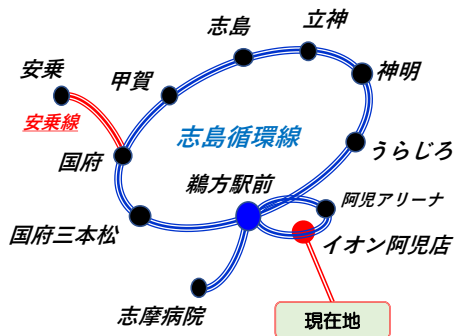 志島
立神
安乗
甲賀
神明
安乗線
志島循環線
うらじろ
国府
鵜方駅前
阿児アリーナ
国府三本松
イオン阿児店
志摩病院
現在地